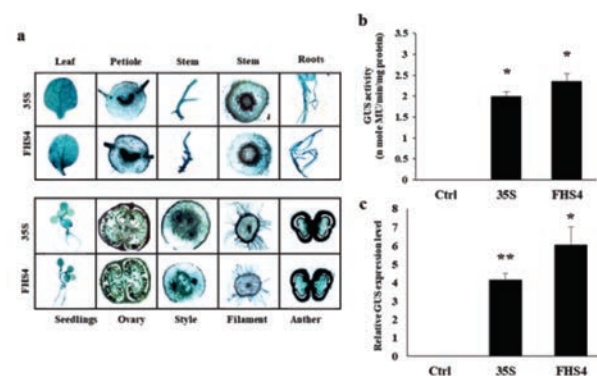 a
Leaf Petiole Stem Stem Roots
35S
FHS4
35S
FHS4
Seedlings Ovary Style Filament Anther
b
GUS activity
(n mole MU/min/mg protein)
3
2.5
2
1.5
1
0.5
0
* *
Ctrl 35S FHS4
c
Relative GUS expression level
8
7
6
5
4
3
2
1
0
** *
Ctrl 35S FHS4